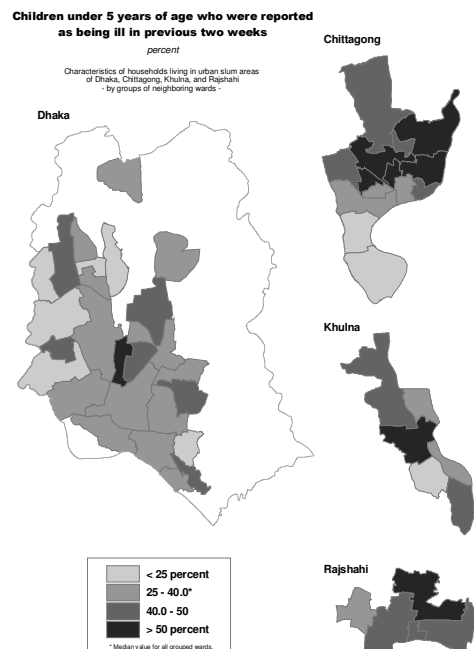 Children under 5 years of age who were reported
as being ill in previous two weeks
percent
Characteristics of households living in urban slum areas
of Dhaka, Chittagong, Khulna, and Rajshahi
- by groups of neighboring wards -
Chittagong
Dhaka
Khulna
Rajshahi
< 25 percent
25 - 40.0*
40.0 - 50
> 50 percent
* Median value for all grouped wards.